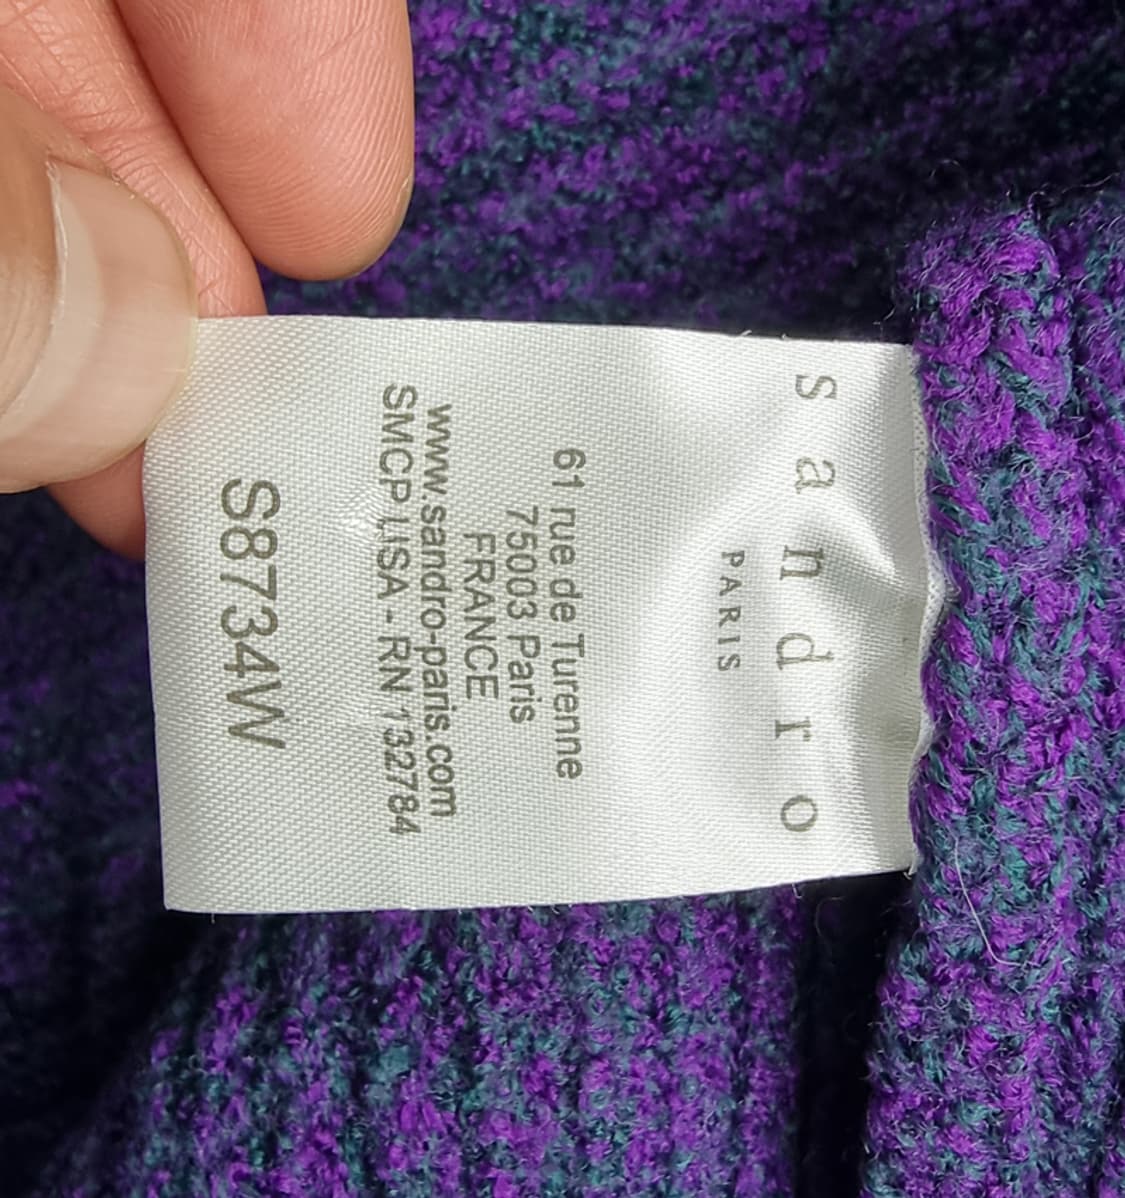 sandro
PARIS
61 rue de Turenne
75003 Paris
FRANCE
www.sandro-paris.com
SMCP USA - RN 132784
S8734W